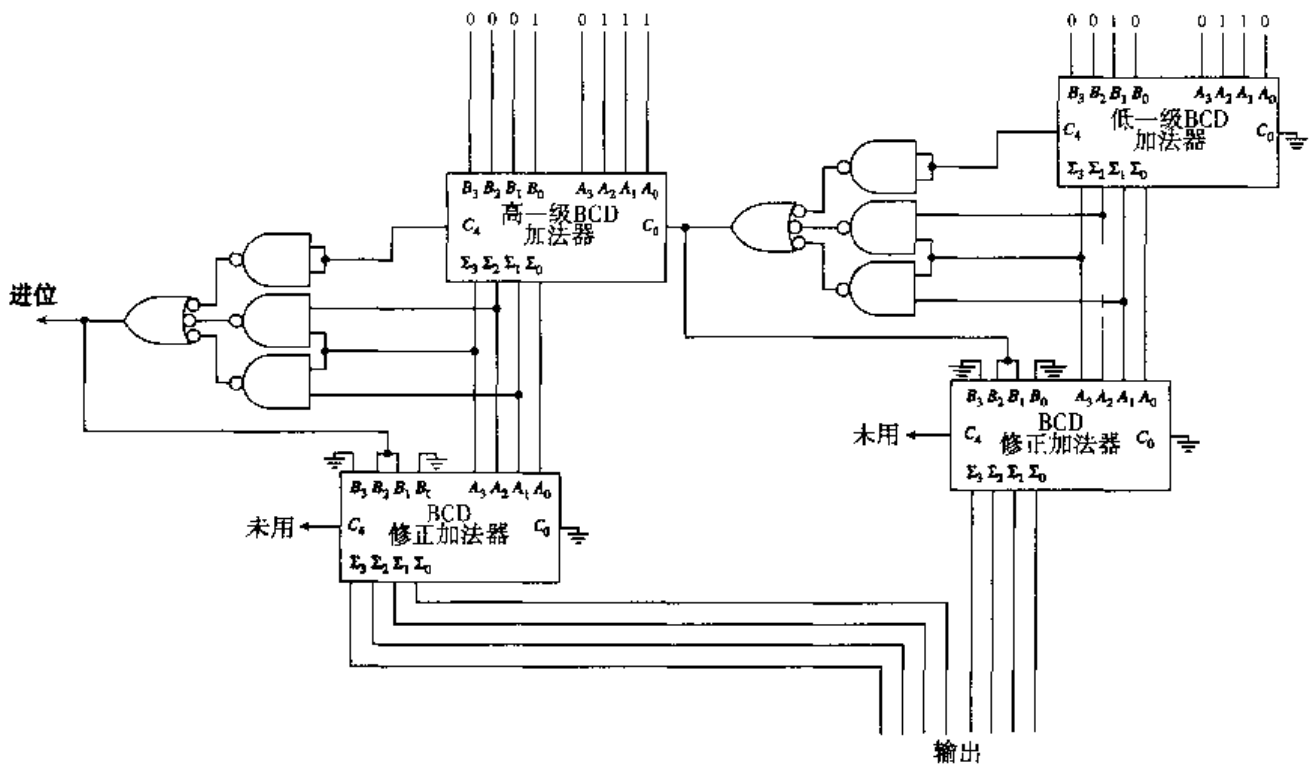 0 0 0 1 0 1 1 1
0 0 1 0 0 1 1 0
B₃ B₂ B₁ B₀ A₃ A₂ A₁ A₀
低一级BCD
C₄ 加法器 C₀
Σ₃ Σ₂ Σ₁ Σ₀
B₃ B₂ B₁ B₀ A₃ A₂ A₁ A₀
高一级BCD
C₄ 加法器 C₀
Σ₃ Σ₂ Σ₁ Σ₀
进位
B₃ B₂ B₁ B₀ A₃ A₂ A₁ A₀
BCD
未用 C₄ 修正加法器 C₀
Σ₃ Σ₂ Σ₁ Σ₀
B₃ B₂ B₁ A₃ A₂ A₁ A₀
BCD
未用 C₄ 修正加法器 C₀
Σ₃ Σ₂ Σ₁ Σ₀
输出